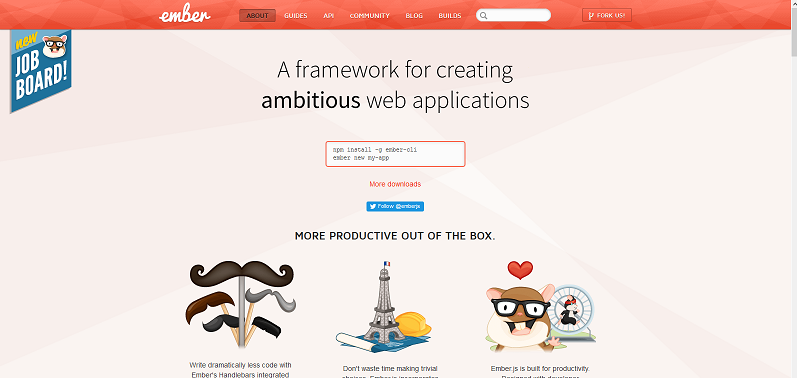 ember
ABOUT GUIDES API COMMUNITY BLOG BUILDS
FORK US!
new
JOB
BOARD!
A framework for creating
ambitious web applications
npm install -g ember-cli
ember new my-app
More downloads
Follow @emberjs
MORE PRODUCTIVE OUT OF THE BOX.
Write dramatically less code with
Ember's Handlebars integrated
Don't waste time making trivial
choices. Ember.js incorporates
Ember.js is built for productivity.
Designed with developer